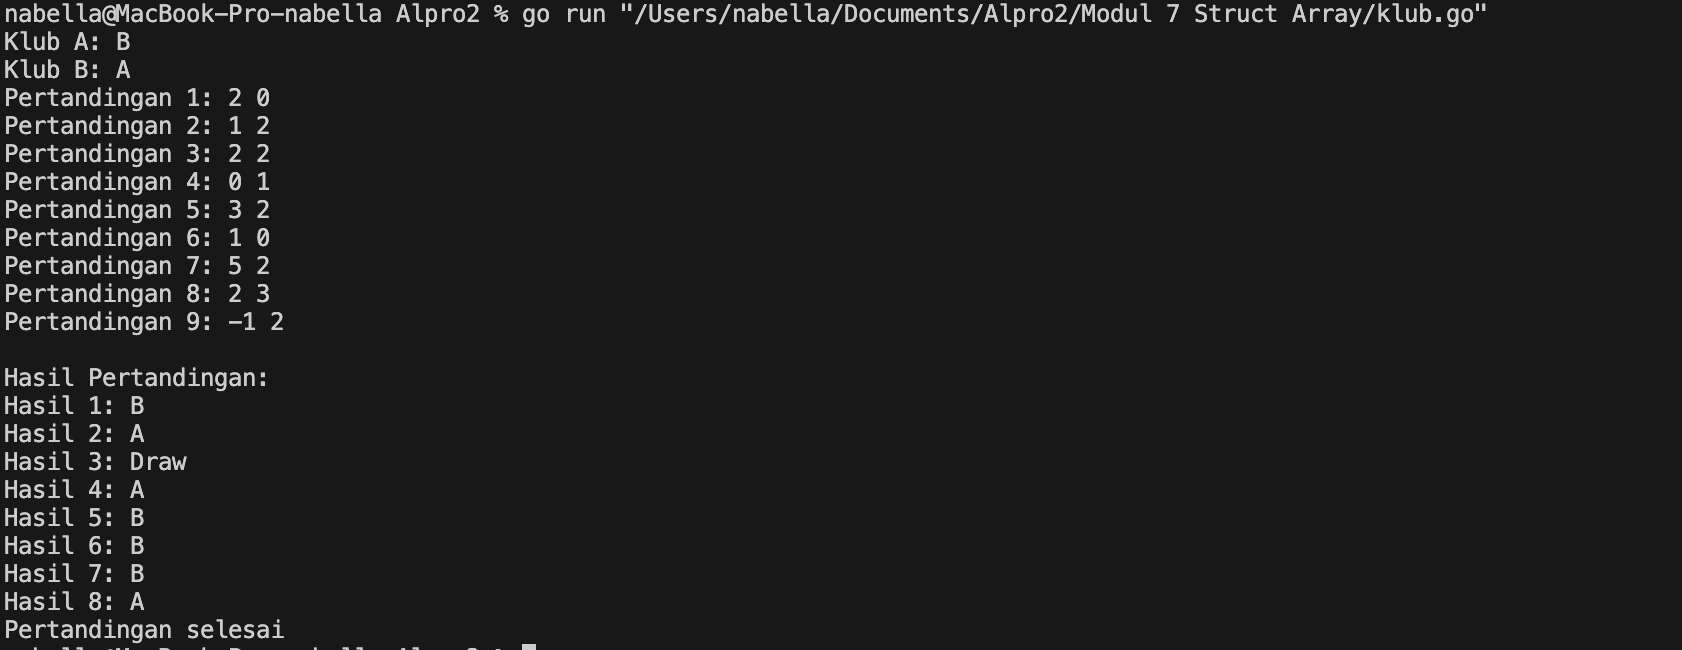 nabella@MacBook-Pro-nabella Alpro2 % go run "/Users/nabella/Documents/Alpro2/Modul 7 Struct Array/klub.go"
Klub A: B
Klub B: A
Pertandingan 1: 2 0
Pertandingan 2: 1 2
Pertandingan 3: 2 2
Pertandingan 4: 0 1
Pertandingan 5: 3 2
Pertandingan 6: 1 0
Pertandingan 7: 5 2
Pertandingan 8: 2 3
Pertandingan 9: -1 2
Hasil Pertandingan:
Hasil 1: B
Hasil 2: A
Hasil 3: Draw
Hasil 4: A
Hasil 5: B
Hasil 6: B
Hasil 7: B
Hasil 8: A
Pertandingan selesai